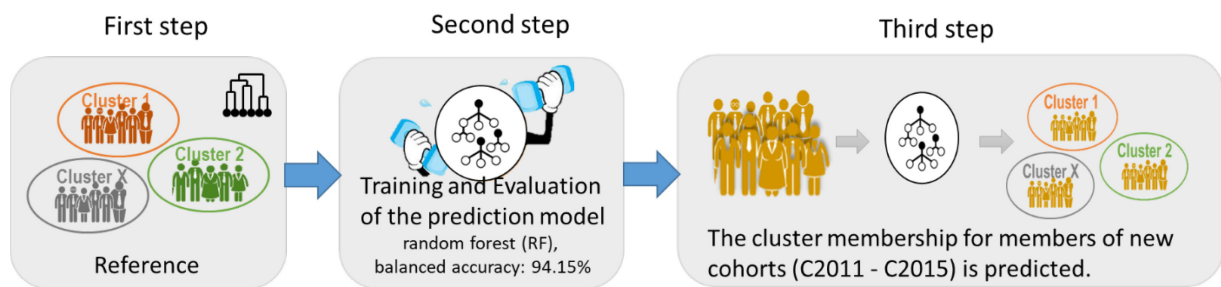 First step
Cluster 1
Cluster 2
Cluster X
Reference
Second step
Training and Evaluation
of the prediction model
random forest (RF),
balanced accuracy: 94.15%
Third step
Cluster 1
Cluster 2
Cluster X
The cluster membership for members of new
cohorts (C2011 - C2015) is predicted.